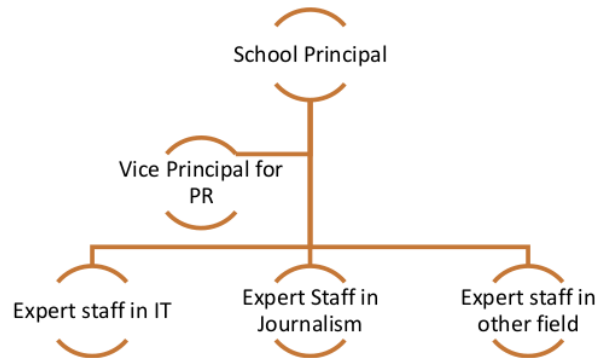 School Principal
Vice Principal for
PR
Expert staff in IT
Expert Staff in
Journalism
Expert staff in
other field